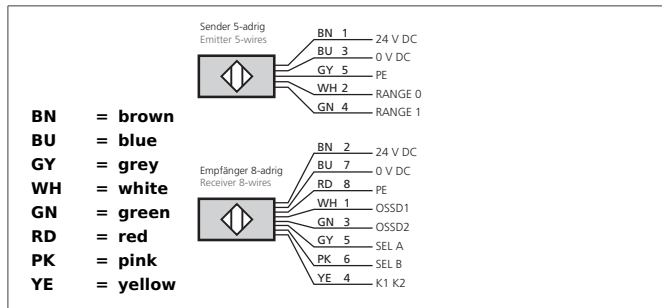 Sender 5-adrig
Emitter 5-wires
BN 1 24 V DC
BU 3 0 V DC
GY 5 PE
WH 2 RANGE 0
GN 4 RANGE 1
BN = brown
BU = blue
GY = grey
WH = white
GN = green
RD = red
PK = pink
YE = yellow
Empfänger 8-adrig
Receiver 8-wires
BN 2 24 V DC
BU 7 0 V DC
RD 8 PE
WH 1 OSSD1
GN 3 OSSD2
GY 5 SEL A
PK 6 SEL B
YE 4 K1 K2